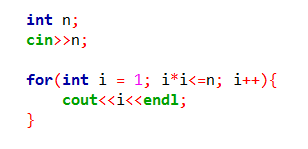 int n;
cin>>n;
for(int i = 1; i*i<=n; i++){
    cout<<i<<endl;
}